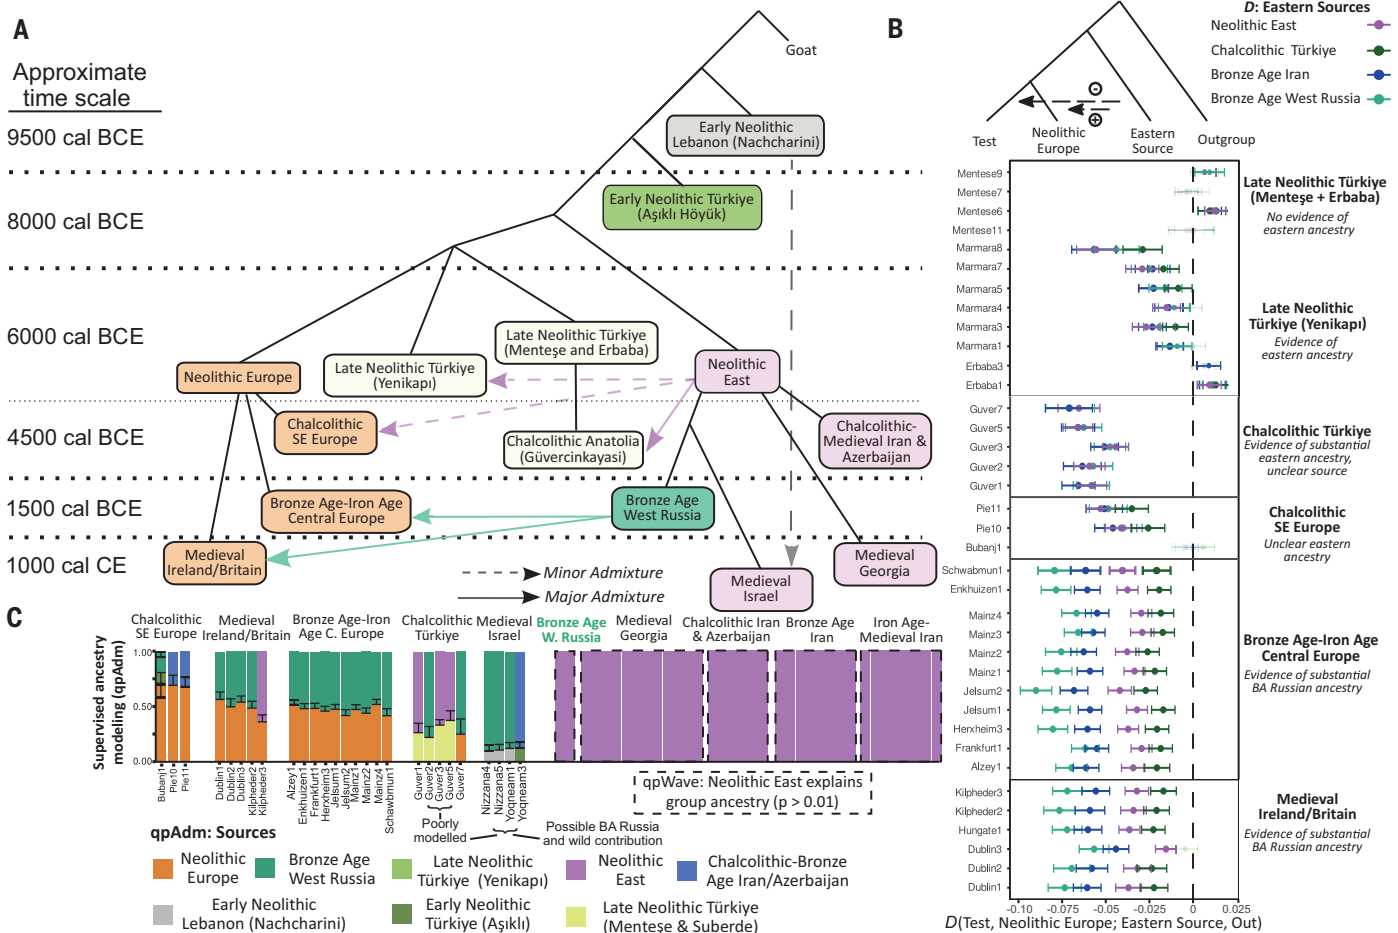 A
Approximate
time scale
9500 cal BCE
8000 cal BCE
6000 cal BCE
4500 cal BCE
1500 cal BCE
1000 cal CE
Goat
Early Neolithic
Lebanon (Nachcharini)
Early Neolithic Türkiye
(Aşıklı Höyük)
Late Neolithic Türkiye
(Menteşe and Erbaba)
Neolithic Europe
Late Neolithic Türkiye
(Yenikapı)
Neolithic
East
Chalcolithic
SE Europe
Chalcolithic Anatolia
(Güvercinkayasi)
Chalcolithic-
Medieval Iran &
Azerbaijan
Bronze Age-Iron Age
Central Europe
Bronze Age
West Russia
Medieval
Ireland/Britain
Medieval
Israel
Medieval
Georgia
Minor Admixture
Major Admixture
B
D: Eastern Sources
Neolithic East
Chalcolithic Türkiye
Bronze Age Iran
Bronze Age West Russia
-
+
Test
Neolithic
Europe
Eastern
Source
Outgroup
Mentese9
Mentese7
Mentese6
Mentese11
Marmara8
Marmara7
Marmara5
Marmara4
Marmara3
Marmara1
Erbaba3
Erbaba1
Late Neolithic Türkiye
(Menteşe + Erbaba)
No evidence of
eastern ancestry
Late Neolithic
Türkiye (Yenikapı)
Evidence of
eastern ancestry
Guver7
Guver5
Guver3
Guver2
Guver1
Chalcolithic Türkiye
Evidence of substantial
eastern ancestry,
unclear source
Pie11
Pie10
Bubanj1
Chalcolithic
SE Europe
Unclear eastern
ancestry
Schwabmun1
Enkhuizen1
Mainz4
Mainz3
Mainz2
Mainz1
Jelsum2
Jelsum1
Herxheim3
Frankfurt1
Alzey1
Bronze Age-Iron Age
Central Europe
Evidence of substantial
BA Russian ancestry
Kilpheder3
Kilpheder2
Hungate1
Dublin3
Dublin2
Dublin1
Medieval
Ireland/Britain
Evidence of substantial
BA Russian ancestry
-0.10 -0.075 -0.05 -0.025 0 0.025
D(Test, Neolithic Europe; Eastern Source, Out)
C
Chalcolithic
SE Europe
Medieval
Ireland/Britain
Bronze Age-Iron
Age C. Europe
Chalcolithic
Türkiye
Medieval
Israel
Bronze Age
W. Russia
Medieval
Georgia
Chalcolithic Iran
& Azerbaijan
Bronze Age
Iran
Iron Age-
Medieval Iran
Supervised ancestry
modeling (qpAdm)
1.00
0.50
0.00
Bubanj1
Pie10
Pie11
Dublin1
Dublin2
Dublin3
Kilpheder2
Kilpheder3
Alzey1
Enkhuizen1
Frankfurt1
Herxheim3
Jelsum1
Jelsum2
Mainz1
Mainz2
Mainz4
Schawbmun1
Guver1
Guver2
Guver3
Guver5
Guver7
Nizzana4
Nizzana5
Yoqneam1
Yoqneam3
Poorly
modelled
Possible BA Russia
and wild contribution
qpWave: Neolithic East explains
group ancestry (p > 0.01)
qpAdm: Sources
Neolithic
Europe
Bronze Age
West Russia
Late Neolithic
Türkiye (Yenikapı)
Neolithic
East
Chalcolithic-Bronze
Age Iran/Azerbaijan
Early Neolithic
Lebanon (Nachcharini)
Early Neolithic
Türkiye (Aşıklı)
Late Neolithic Türkiye
(Menteşe & Suberde)